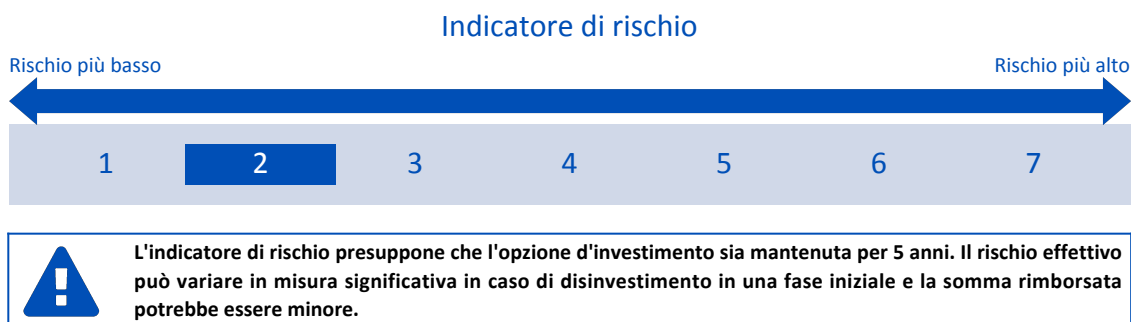 Indicatore di rischio
Rischio più basso
Rischio più alto
1 2 3 4 5 6 7
L'indicatore di rischio presuppone che l'opzione d'investimento sia mantenuta per 5 anni. Il rischio effettivo
può variare in misura significativa in caso di disinvestimento in una fase iniziale e la somma rimborsata
potrebbe essere minore.